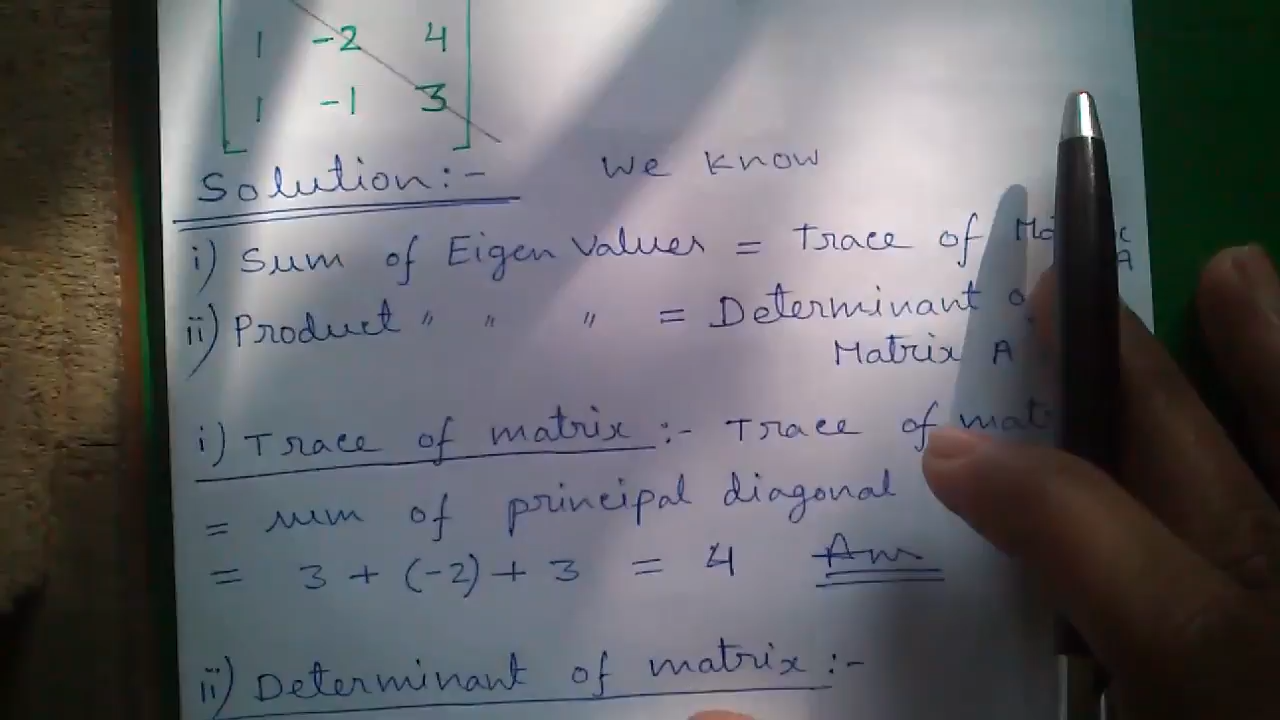 1 -2 4
1 -1 3
Solution:- We know
i) Sum of Eigen Values = Trace of
A
ii) Product " " " = Determinant
Matrix A
i) Trace of matrix :- Trace of
= sum of principal diagonal
= 3 + (-2) + 3 = 4 Ans
ii) Determinant of matrix :-